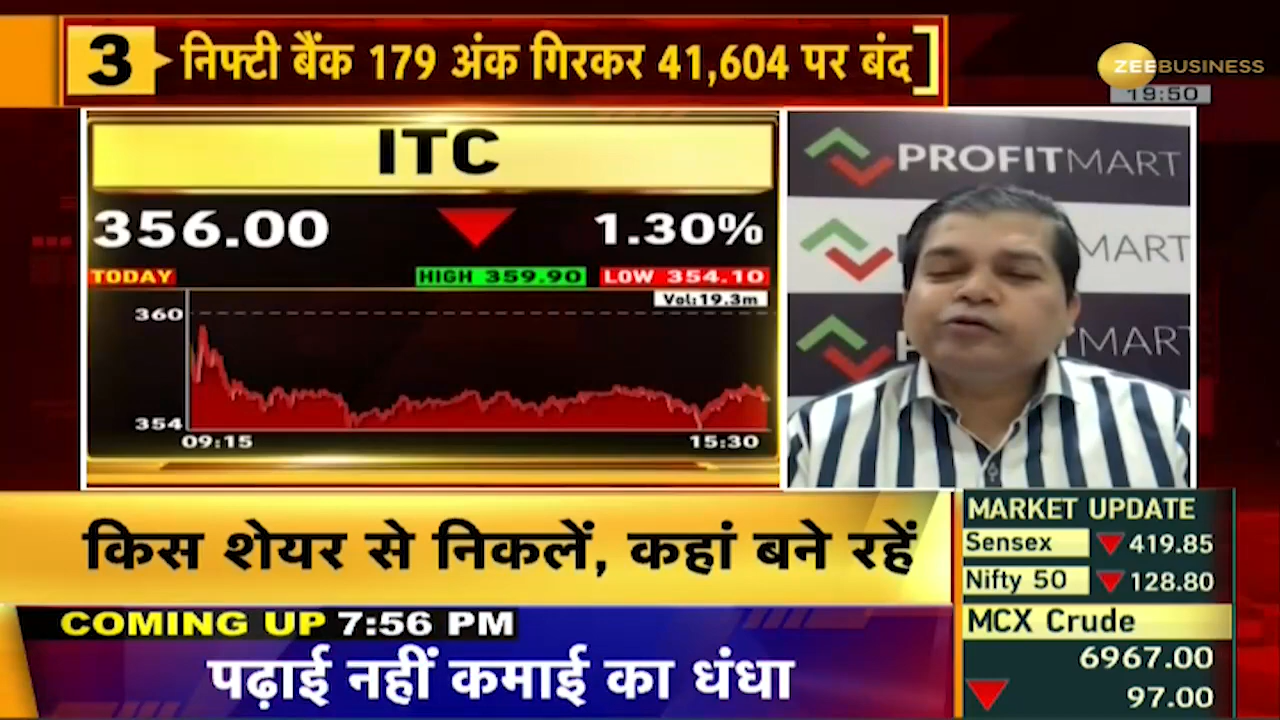 3 निफ्टी बैंक 179 अंक गिरकर 41,604 पर बंद
ZEEBUSINESS
19:50
ITC
356.00 1.30%
TODAY HIGH 359.90 LOW 354.10
Vol:19.3m
360
354
09:15 15:30
PROFITMART
MART
MART
किस शेयर से निकलें, कहां बने रहें
COMING UP 7:56 PM
पढ़ाई नहीं कमाई का धंधा
MARKET UPDATE
Sensex 419.85
Nifty 50 128.80
MCX Crude
6967.00
97.00